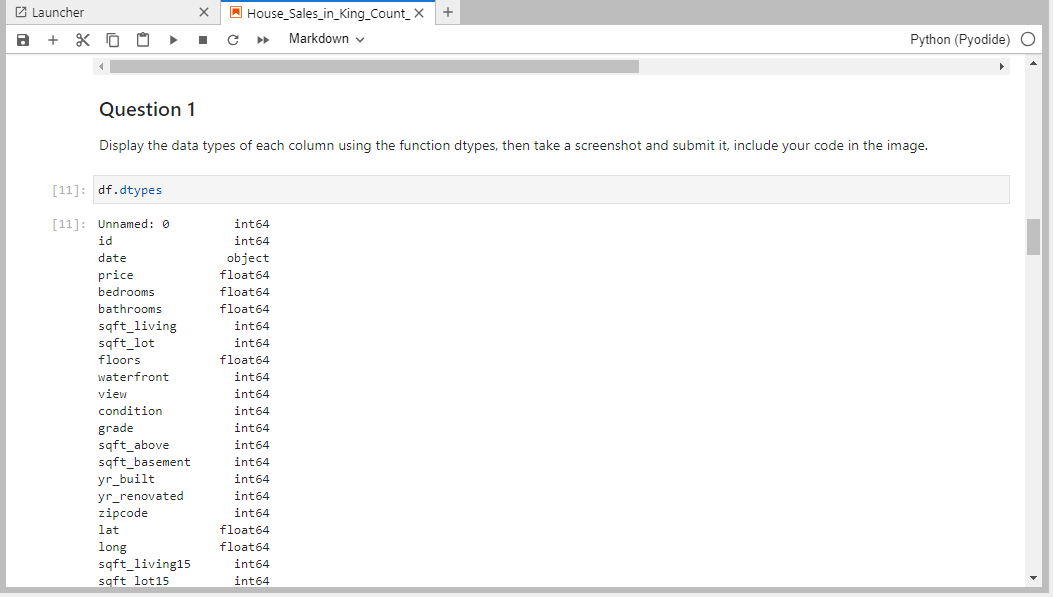 Launcher
House_Sales_in_King_Count_
Markdown
Python (Pyodide)
Question 1
Display the data types of each column using the function dtypes, then take a screenshot and submit it, include your code in the image.
[11]: df.dtypes
[11]: Unnamed: 0 int64
id int64
date object
price float64
bedrooms float64
bathrooms float64
sqft_living int64
sqft_lot int64
floors float64
waterfront int64
view int64
condition int64
grade int64
sqft_above int64
sqft_basement int64
yr_built int64
yr_renovated int64
zipcode int64
lat float64
long float64
sqft_living15 int64
sqft_lot15 int64